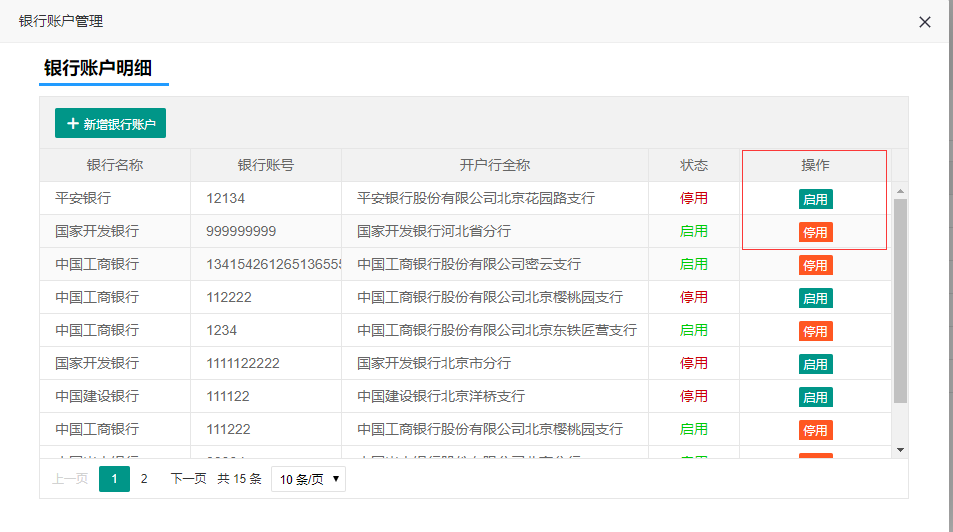 银行账户管理
银行账户明细
新增银行账户
银行名称 银行账号 开户行全称 状态 操作
平安银行 12134 平安银行股份有限公司北京花园路支行 停用 启用
国家开发银行 999999999 国家开发银行河北省分行 启用 停用
中国工商银行 134154261265136555 中国工商银行股份有限公司密云支行 启用 停用
中国工商银行 112222 中国工商银行股份有限公司北京樱桃园支行 停用 启用
中国工商银行 1234 中国工商银行股份有限公司北京东铁匠营支行 启用 停用
国家开发银行 1111122222 国家开发银行北京市分行 停用 启用
中国建设银行 111122 中国建设银行北京洋桥支行 停用 启用
中国工商银行 111222 中国工商银行股份有限公司北京樱桃园支行 启用 停用
上一页 1 2 下一页 共 15 条 10 条/页